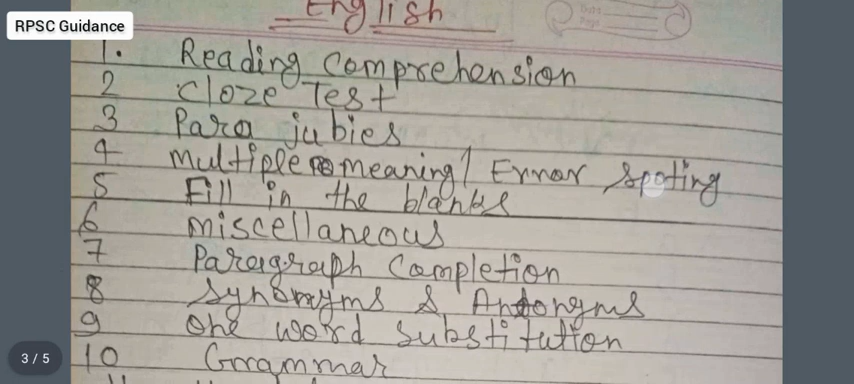 English
RPSC Guidance
1. Reading Comprehension
2 Cloze Test
3 Para jubies
4 Multiple meaning/ Error spoting
5 Fill in the blanks
6 miscellaneous
7 Paragraph Completion
8 Synonyms & Antonyms
9 one word substitution
10 Grammar
3 / 5